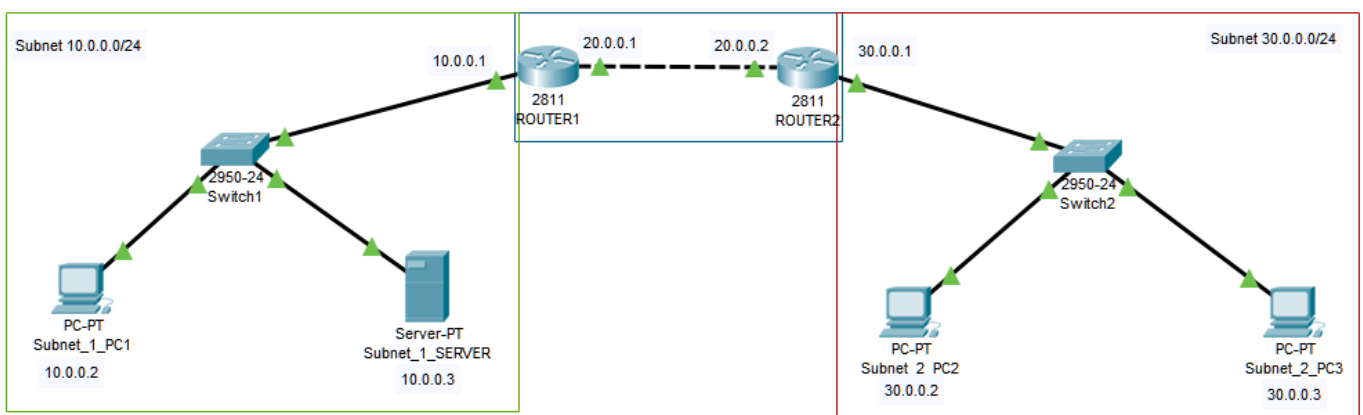 Subnet 10.0.0.0/24
10.0.0.1
20.0.0.1
20.0.0.2
30.0.0.1
Subnet 30.0.0.0/24
2811
ROUTER1
2811
ROUTER2
2950-24
Switch1
2950-24
Switch2
PC-PT
Subnet_1_PC1
10.0.0.2
Server-PT
Subnet_1_SERVER
10.0.0.3
PC-PT
Subnet_2_PC2
30.0.0.2
PC-PT
Subnet_2_PC3
30.0.0.3